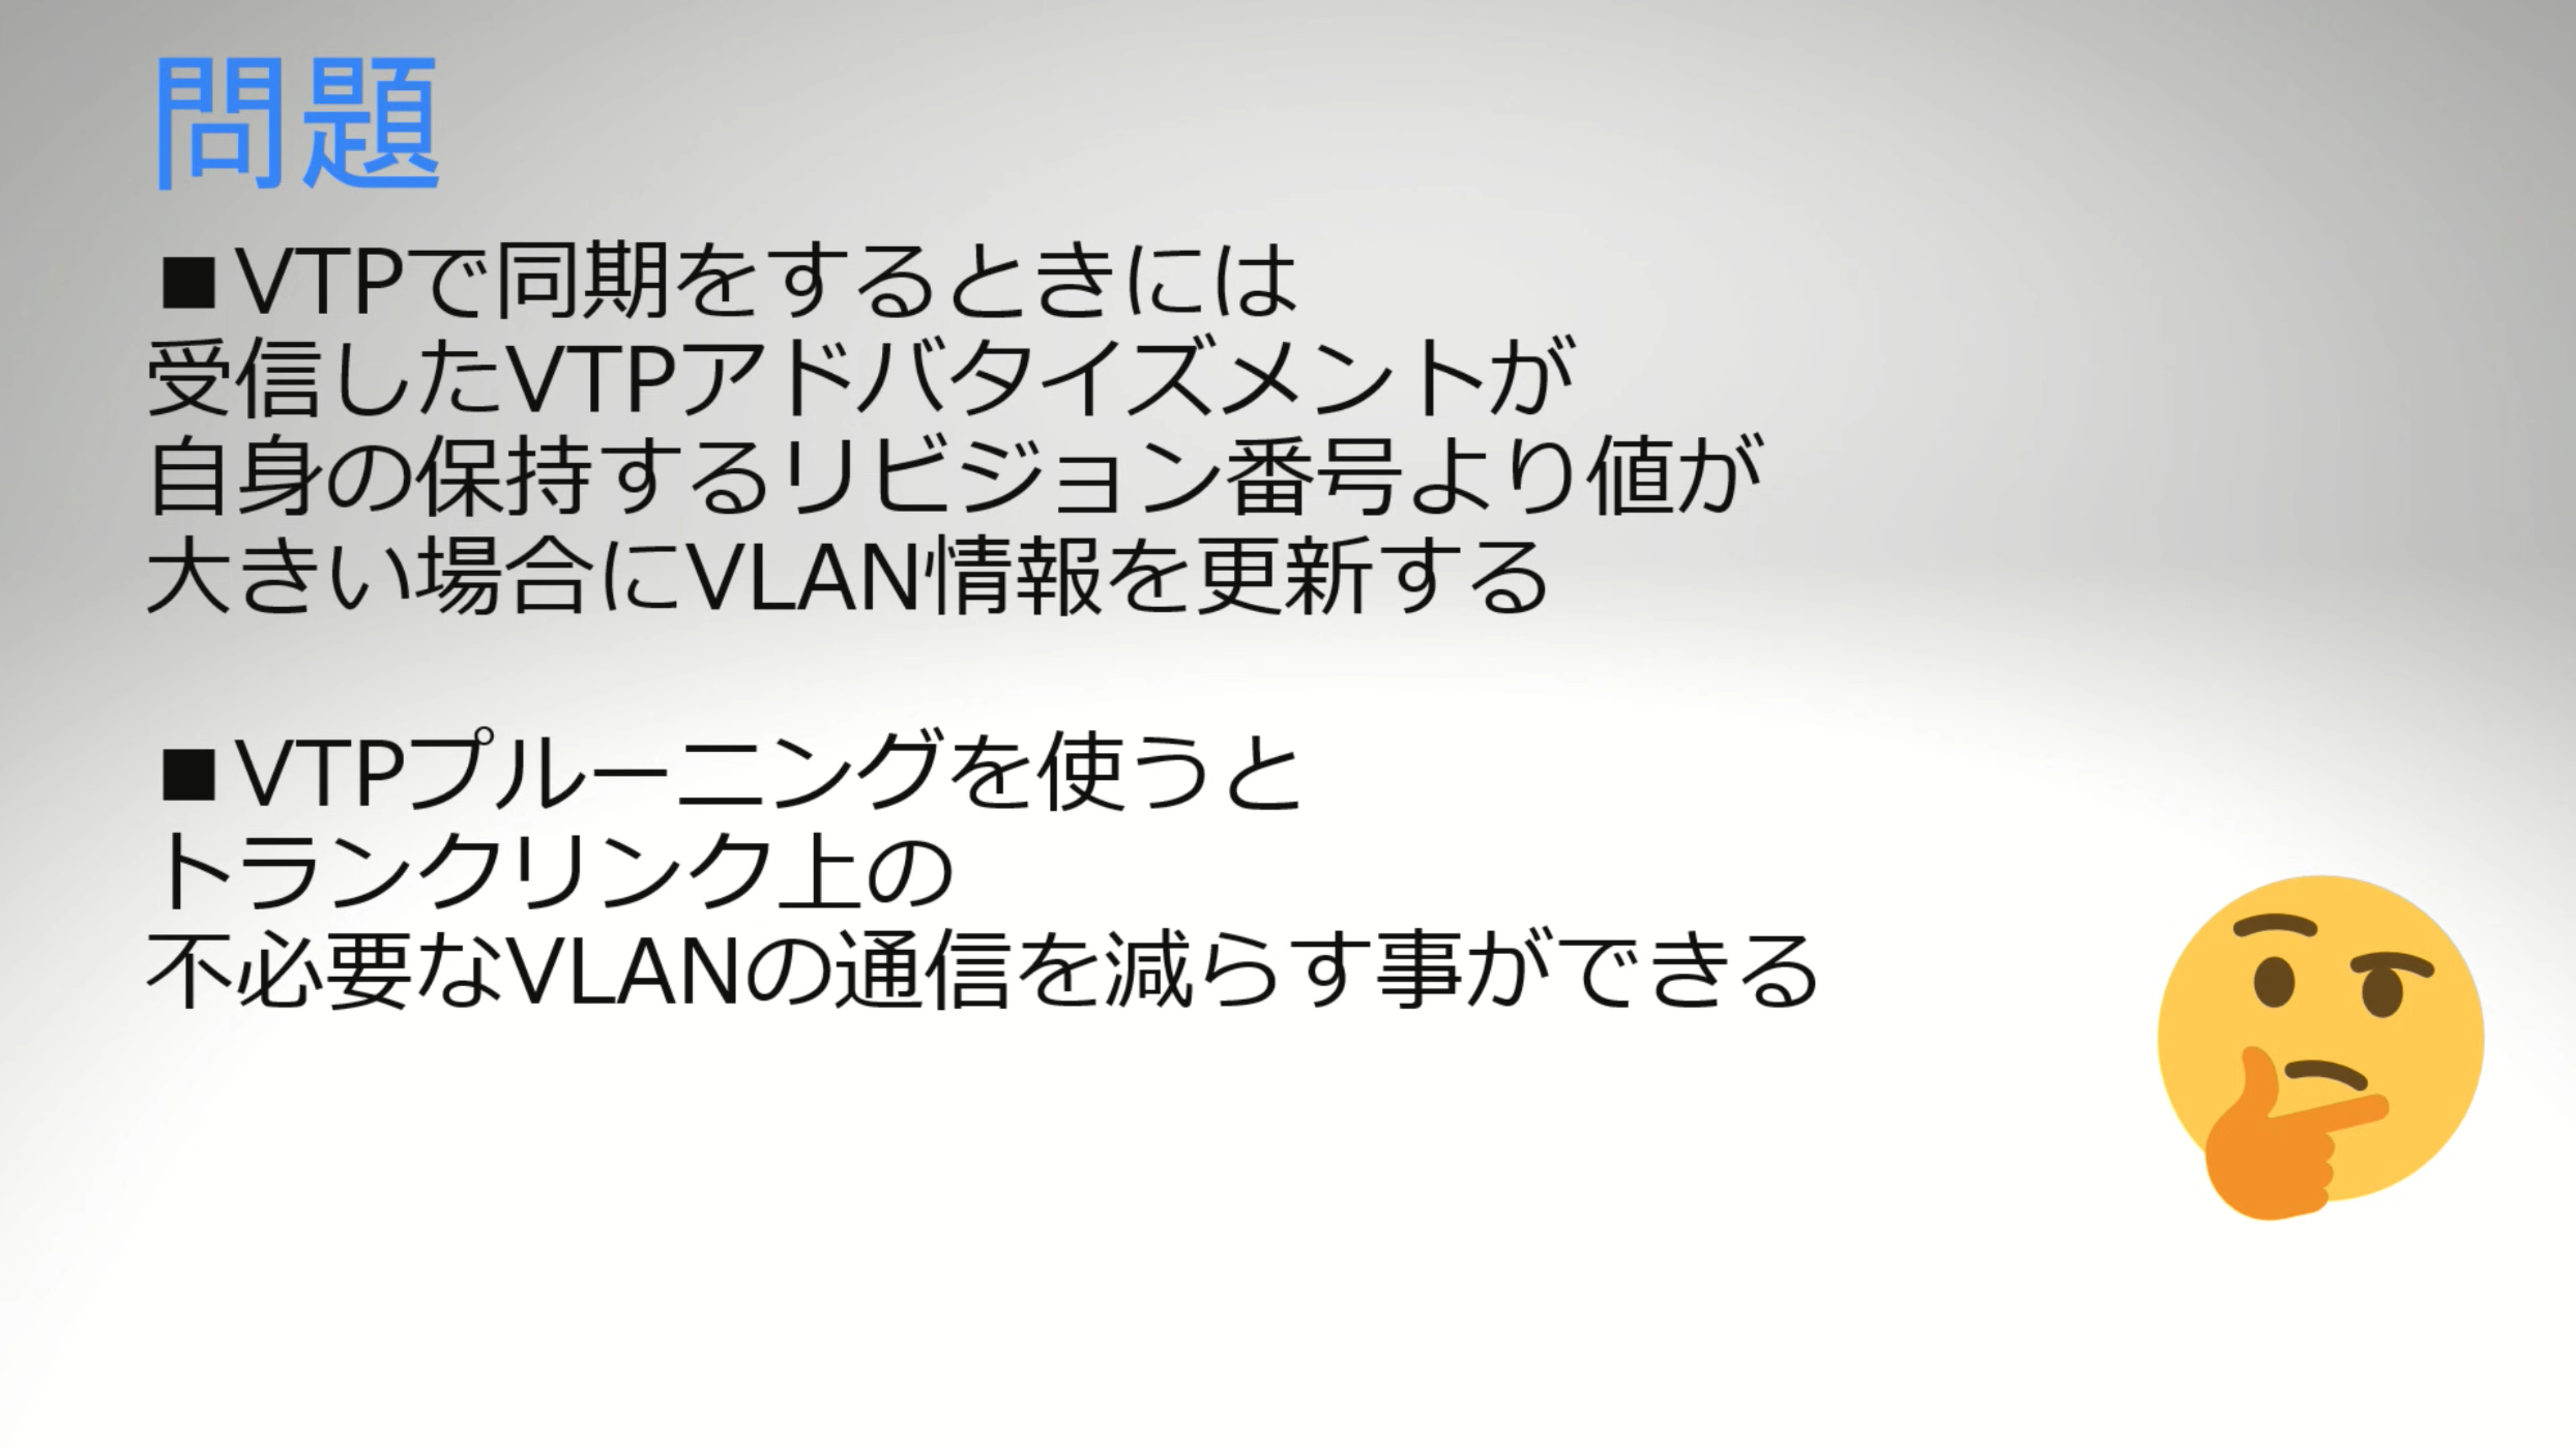 問題
■VTPで同期をするときには
受信したVTPアドバタイズメントが
自身の保持するリビジョン番号より値が
大きい場合にVLAN情報を更新する
■VTPプルーニングを使うと
トランクリンク上の
不必要なVLANの通信を減らす事ができる